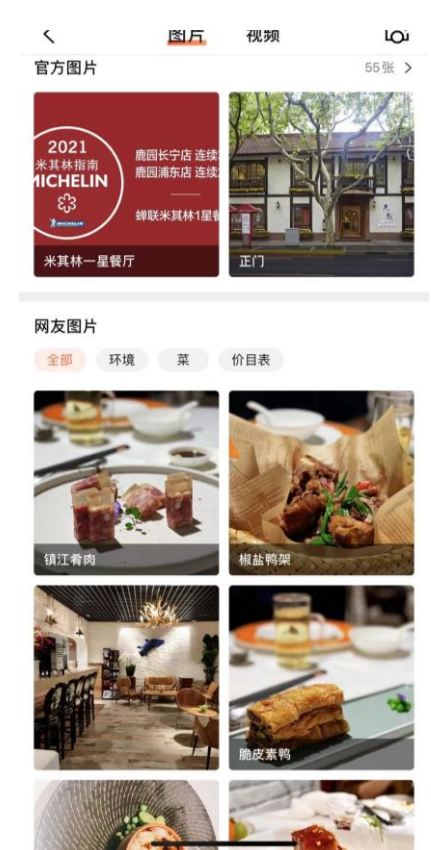 图片 视频
官方图片 55张
2021
米其林指南
MICHELIN
MICHELIN
鹿园长宁店 连续
鹿园浦东店 连续
蝉联米其林1星餐
米其林一星餐厅
正门
网友图片
全部 环境 菜 价目表
镇江肴肉
椒盐鸭架
脆皮素鸭